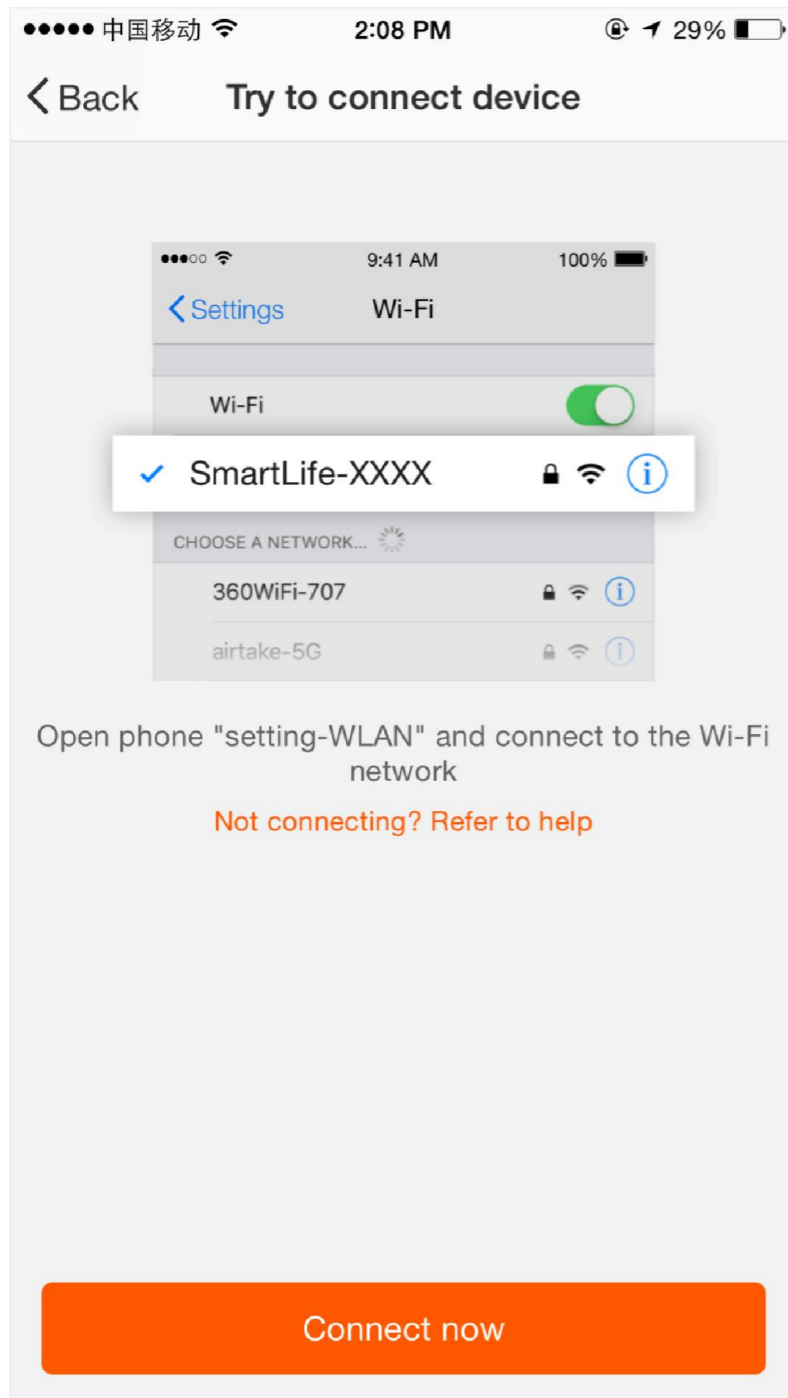 中国移动 2:08 PM 29%
Back Try to connect device
9:41 AM 100%
Settings Wi-Fi
Wi-Fi
SmartLife-XXXX
CHOOSE A NETWORK...
360WiFi-707
airtake-5G
Open phone "setting-WLAN" and connect to the Wi-Fi
network
Not connecting? Refer to help
Connect now